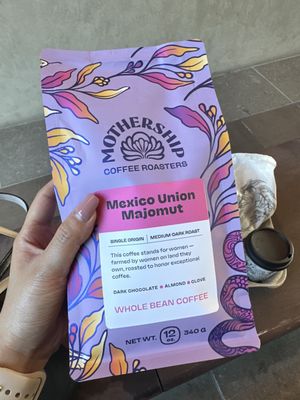 MOTHERSHIP
COFFEE ROASTERS
Mexico Union
Majomut
SINGLE ORIGIN | MEDIUM DARK ROAST
This coffee stands for women —
farmed by women on land they
own, roasted to honor exceptional
coffee.
DARK CHOCOLATE ALMOND CLOVE
WHOLE BEAN COFFEE
NET WT. 12 OZ. 340 G